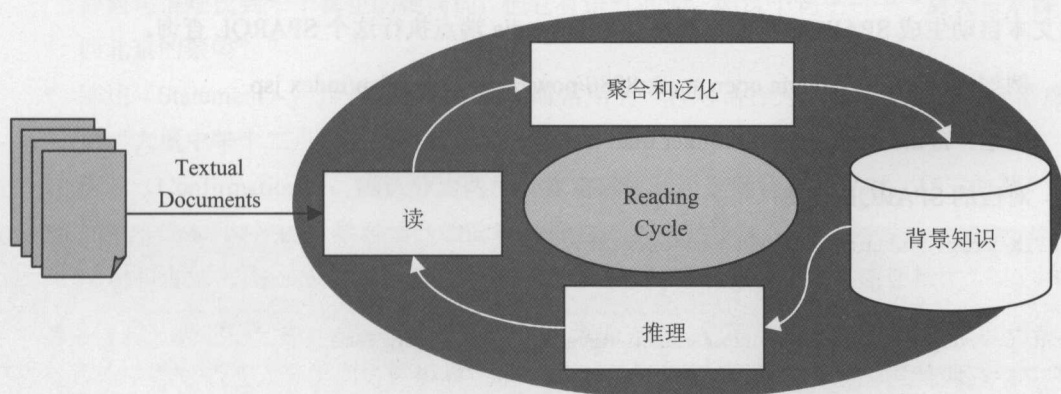 聚合和泛化
Textual
Documents
读
Reading
Cycle
背景知识
推理